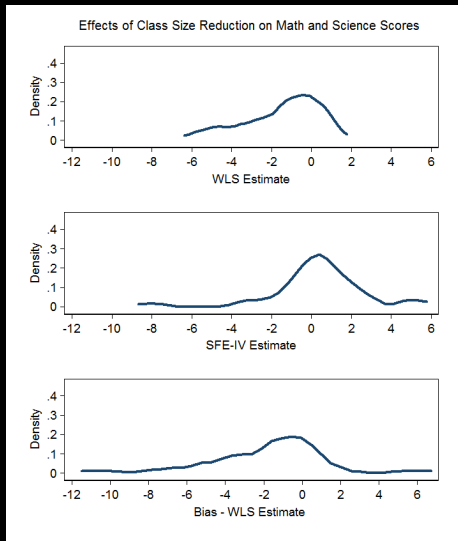 Effects of Class Size Reduction on Math and Science Scores
Density
.4
.3
.2
.1
0
-12 -10 -8 -6 -4 -2 0 2 4 6
WLS Estimate
Density
.4
.3
.2
.1
0
-12 -10 -8 -6 -4 -2 0 2 4 6
SFE-IV Estimate
Density
.4
.3
.2
.1
0
-12 -10 -8 -6 -4 -2 0 2 4 6
Bias - WLS Estimate